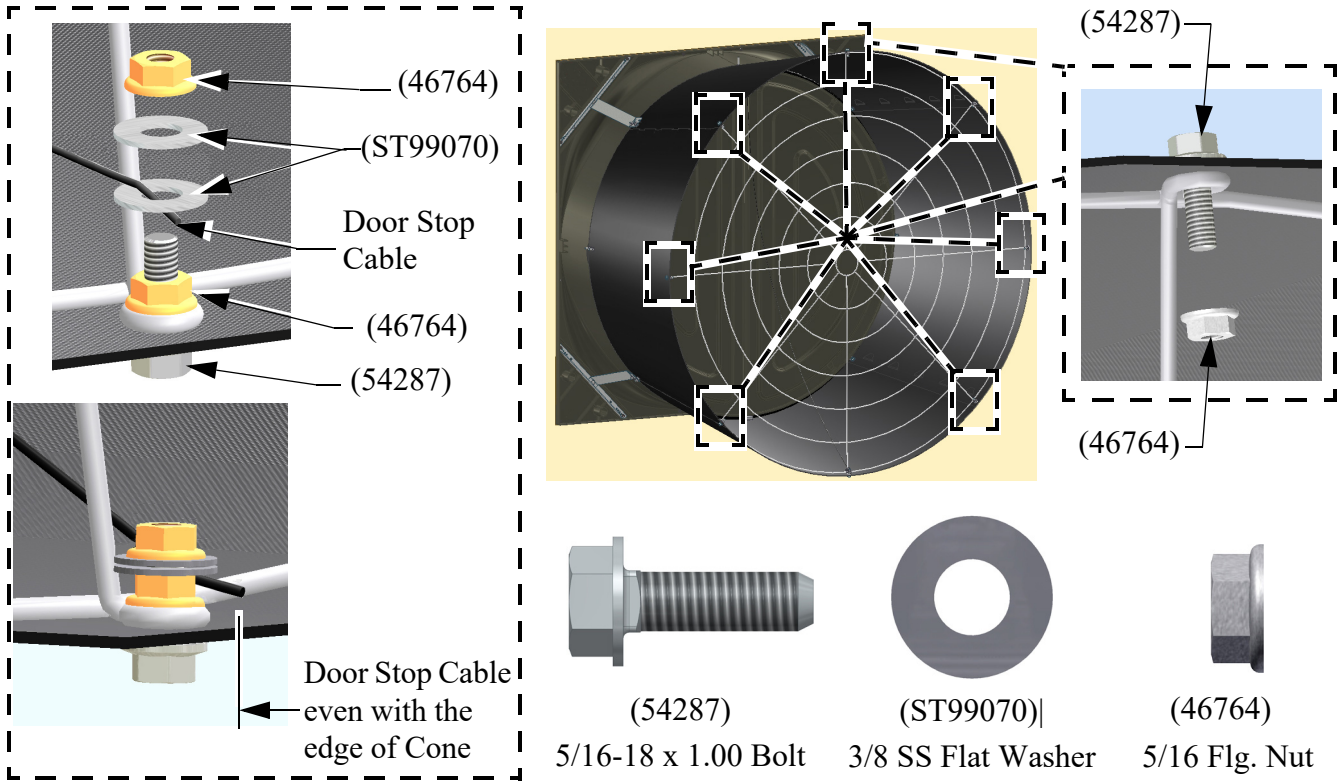 (46764)
(ST99070)
Door Stop
Cable
(46764)
(54287)
Door Stop Cable
even with the
edge of Cone
(54287)
(46764)
(54287)
5/16-18 x 1.00 Bolt
(ST99070)|
3/8 SS Flat Washer
(46764)
5/16 Flg. Nut